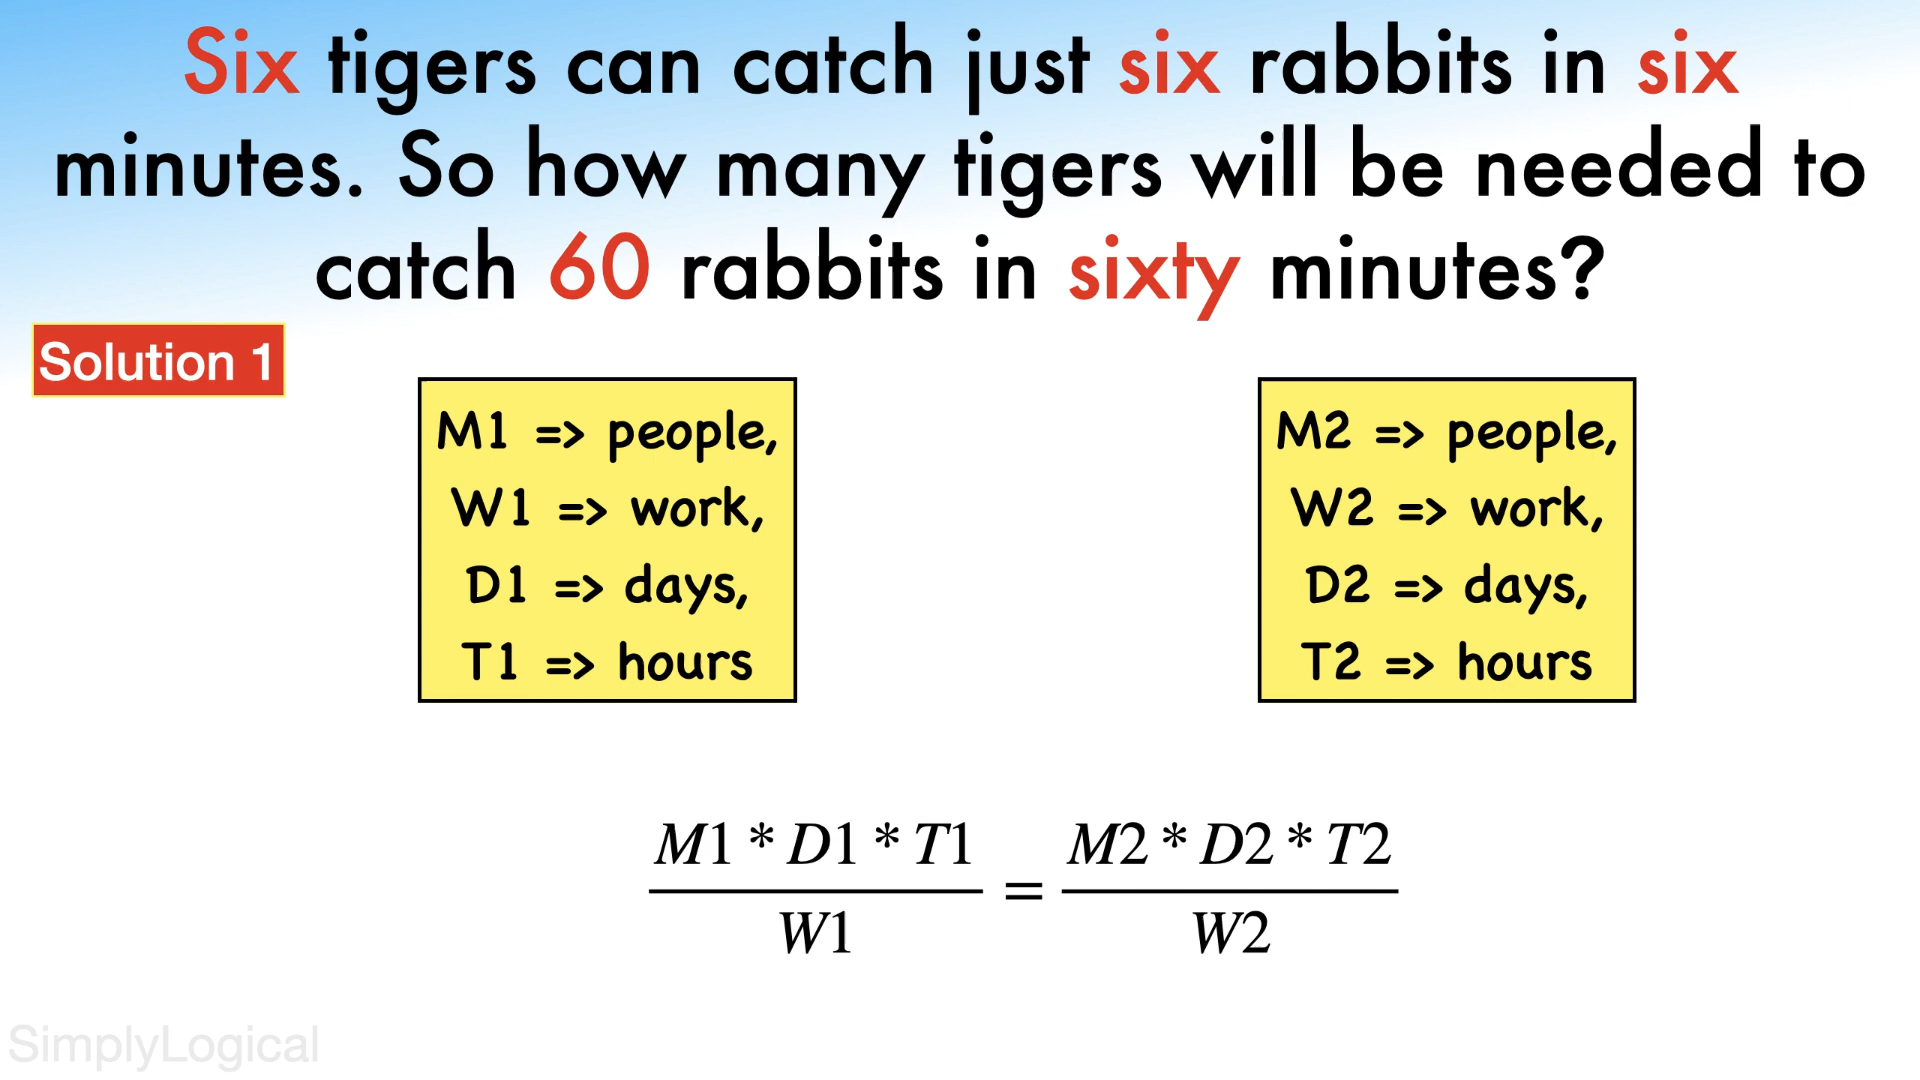 Six tigers can catch just six rabbits in six
minutes. So how many tigers will be needed to
catch 60 rabbits in sixty minutes?
Solution 1
M1 => people,
W1 => work,
D1 => days,
T1 => hours
M2 => people,
W2 => work,
D2 => days,
T2 => hours
M1 * D1 * T1 / W1 = M2 * D2 * T2 / W2
SimplyLogical